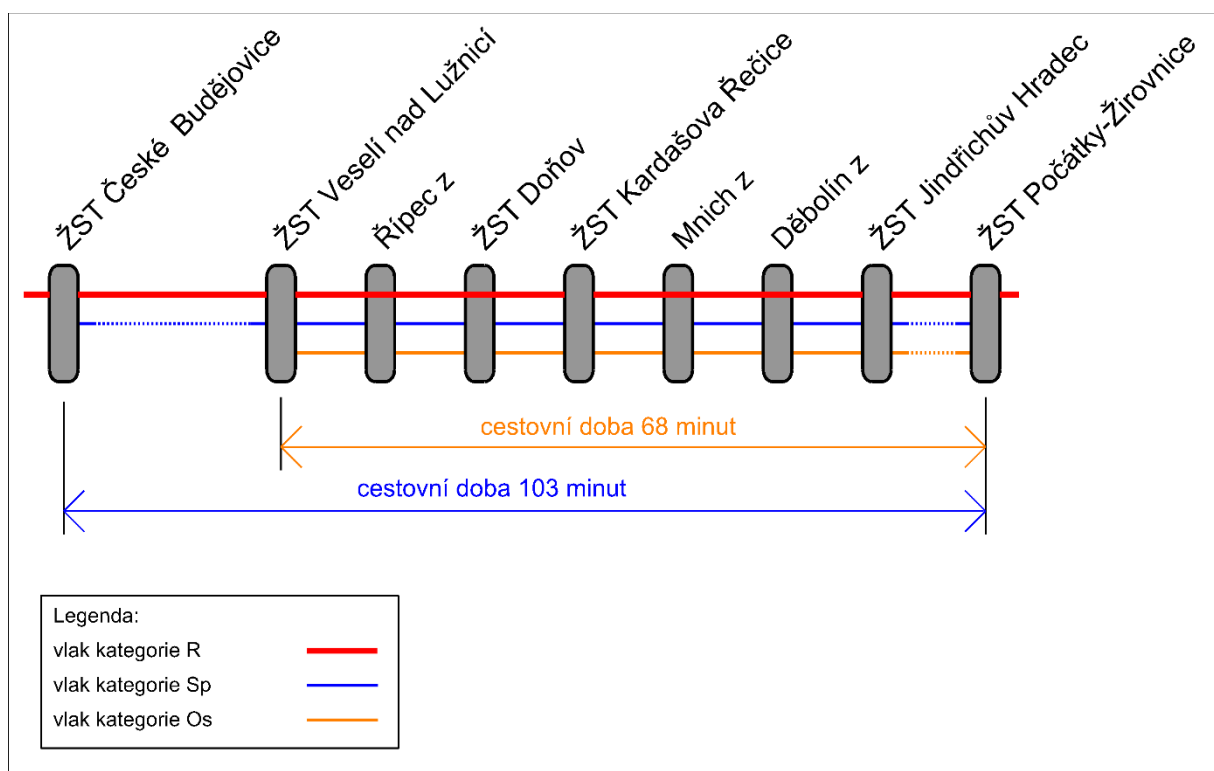 ŽST České Budějovice
ŽST Veselí nad Lužnicí
Řípec z
ŽST Doňov
ŽST Kardašova Řečice
Mnich z
Děbolín z
ŽST Jindřichův Hradec
ŽST Počátky-Žirovnice
cestovní doba 68 minut
cestovní doba 103 minut
Legenda:
vlak kategorie R
vlak kategorie Sp
vlak kategorie Os